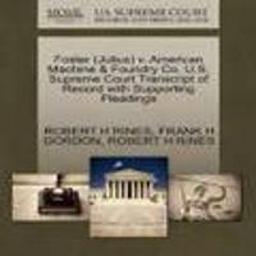 U.S. SUPREME COURT
Foster (Julius) v. American
Machine & Foundry Co. U.S.
Supreme Court Transcript of
Record with Supporting
Pleadings
ROBERT H RINES, FRANK H
GORDON, ROBERT H RINES